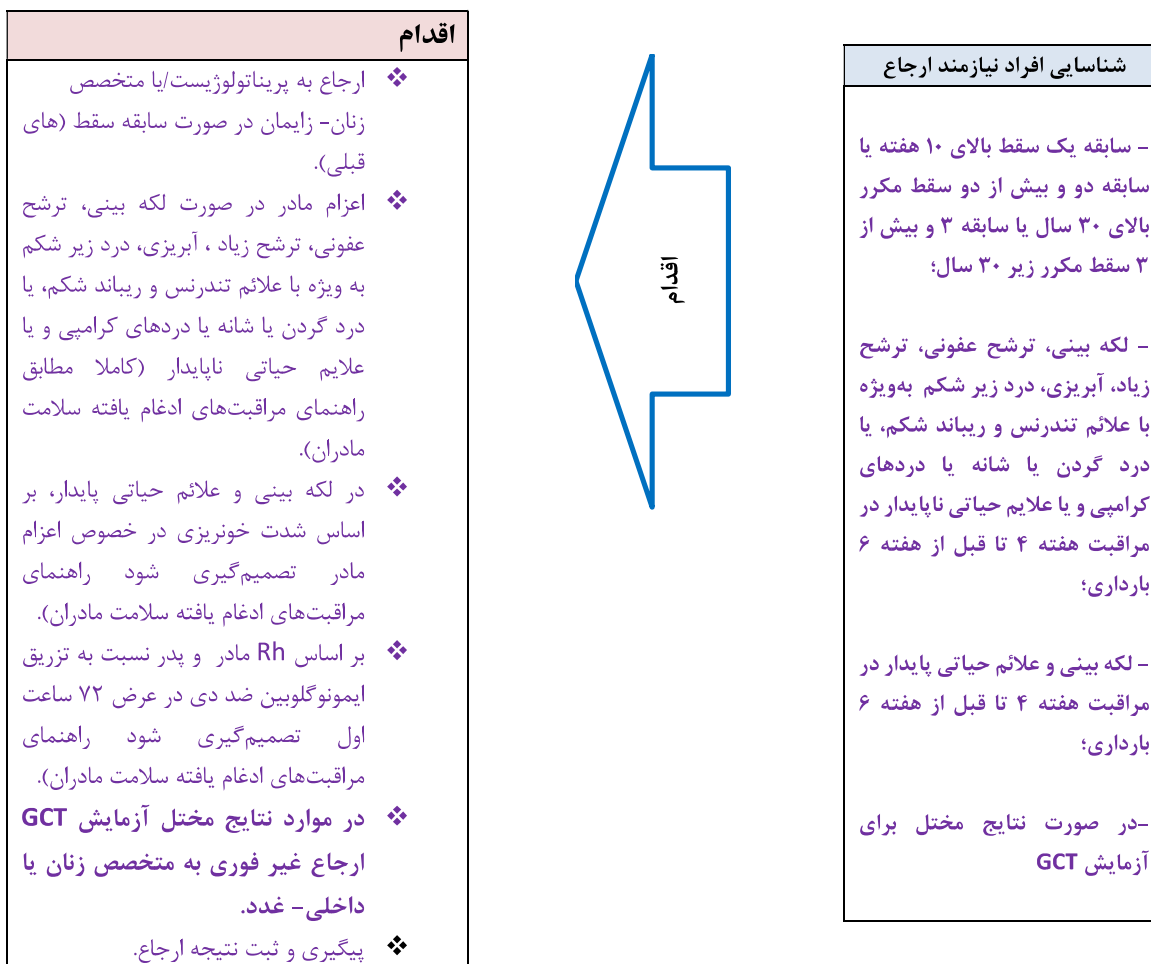 شناسایی افراد نیازمند ارجاع
- سابقه یک سقط بالای ۱۰ هفته یا
سابقه دو و بیش از دو سقط مکرر
بالای ۳۰ سال یا سابقه ۳ و بیش از
۳ سقط مکرر زیر ۳۰ سال؛
- لکه بینی، ترشح عفونی، ترشح
زیاد، آبریزی، درد زیر شکم به‌ویژه
با علائم تندرنس و ریباند شکم، یا
درد گردن یا شانه یا دردهای
کرامپی و یا علایم حیاتی ناپایدار در
مراقبت هفته ۴ تا قبل از هفته ۶
بارداری؛
- لکه بینی و علائم حیاتی پایدار در
مراقبت هفته ۴ تا قبل از هفته ۶
بارداری؛
-در صورت نتایج مختل برای
آزمایش GCT
اقدام
اقدام
❖ ارجاع به پریناتولوژیست/یا متخصص
زنان- زایمان در صورت سابقه سقط (های
قبلی).
❖ اعزام مادر در صورت لکه بینی، ترشح
عفونی، ترشح زیاد ، آبریزی، درد زیر شکم
به ویژه با علائم تندرنس و ریباند شکم، یا
درد گردن یا شانه یا دردهای کرامپی و یا
علایم حیاتی ناپایدار (کاملا مطابق
راهنمای مراقبت‌های ادغام یافته سلامت
مادران).
❖ در لکه بینی و علائم حیاتی پایدار، بر
اساس شدت خونریزی در خصوص اعزام
مادر تصمیم‌گیری شود راهنمای
مراقبت‌های ادغام یافته سلامت مادران).
❖ بر اساس Rh مادر و پدر نسبت به تزریق
ایمونوگلوبین ضد دی در عرض ۷۲ ساعت
اول تصمیم‌گیری شود راهنمای
مراقبت‌های ادغام یافته سلامت مادران).
❖ در موارد نتایج مختل آزمایش GCT
ارجاع غیر فوری به متخصص زنان یا
داخلی- غدد.
❖ پیگیری و ثبت نتیجه ارجاع.